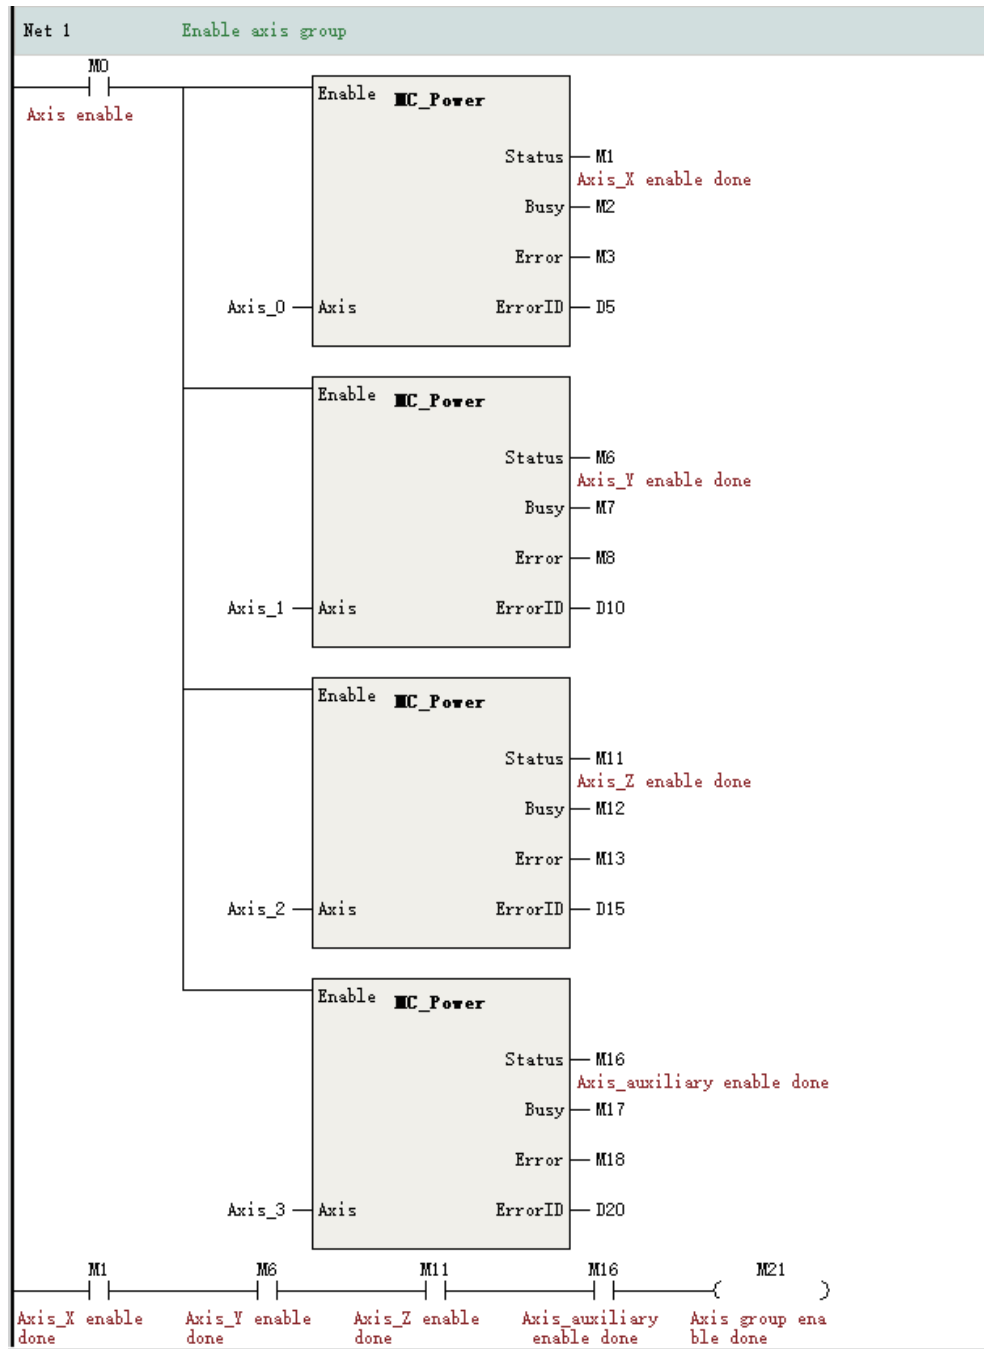 Net 1 Enable axis group
M0
Axis enable
Enable MC_Power
Status M1
Axis_X enable done
Busy M2
Error M3
Axis_0 Axis ErrorID D5
Enable MC_Power
Status M6
Axis_Y enable done
Busy M7
Error M8
Axis_1 Axis ErrorID D10
Enable MC_Power
Status M11
Axis_Z enable done
Busy M12
Error M13
Axis_2 Axis ErrorID D15
Enable MC_Power
Status M16
Axis_auxiliary enable done
Busy M17
Error M18
Axis_3 Axis ErrorID D20
M1 M6 M11 M16 M21
Axis_X enable Axis_Y enable Axis_Z enable Axis_auxiliary Axis group ena
done done done enable done ble done